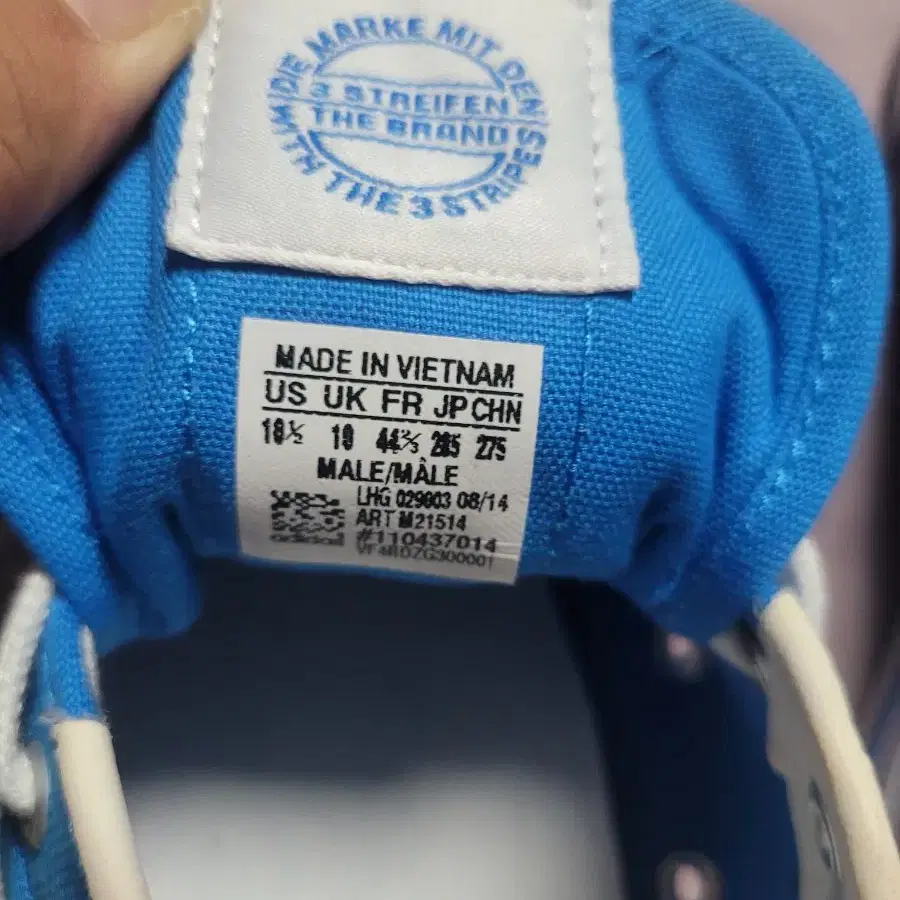 DIE MARKE MIT DEN
3 STREIFEN
THE BRAND
WITH THE 3 STRIPES
MADE IN VIETNAM
US UK FR JP CHN
10½ 10 44⅔ 285 275
MALE/MÂLE
LHG 029003 08/14
ART M21514
#110437014
adidas